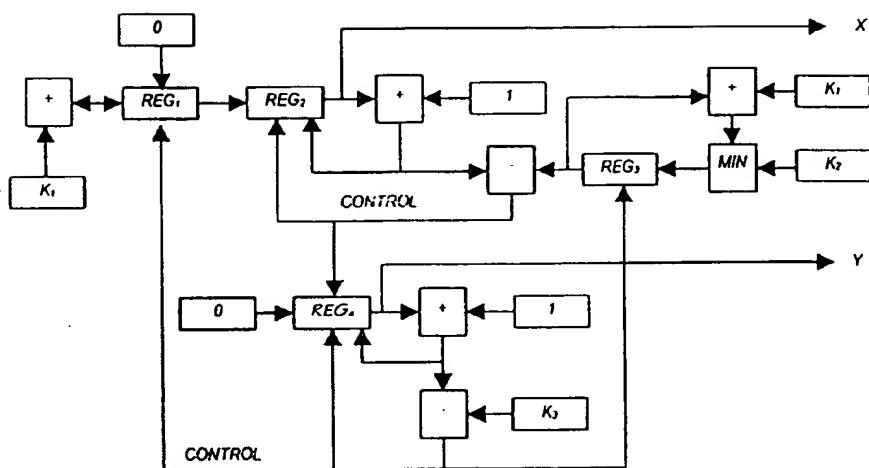 0
X
+
REG₁
REG₂
+
1
+
K₁
K₁
REG₃
MIN
K₂
CONTROL
Y
0
REG₄
+
1
K₃
CONTROL